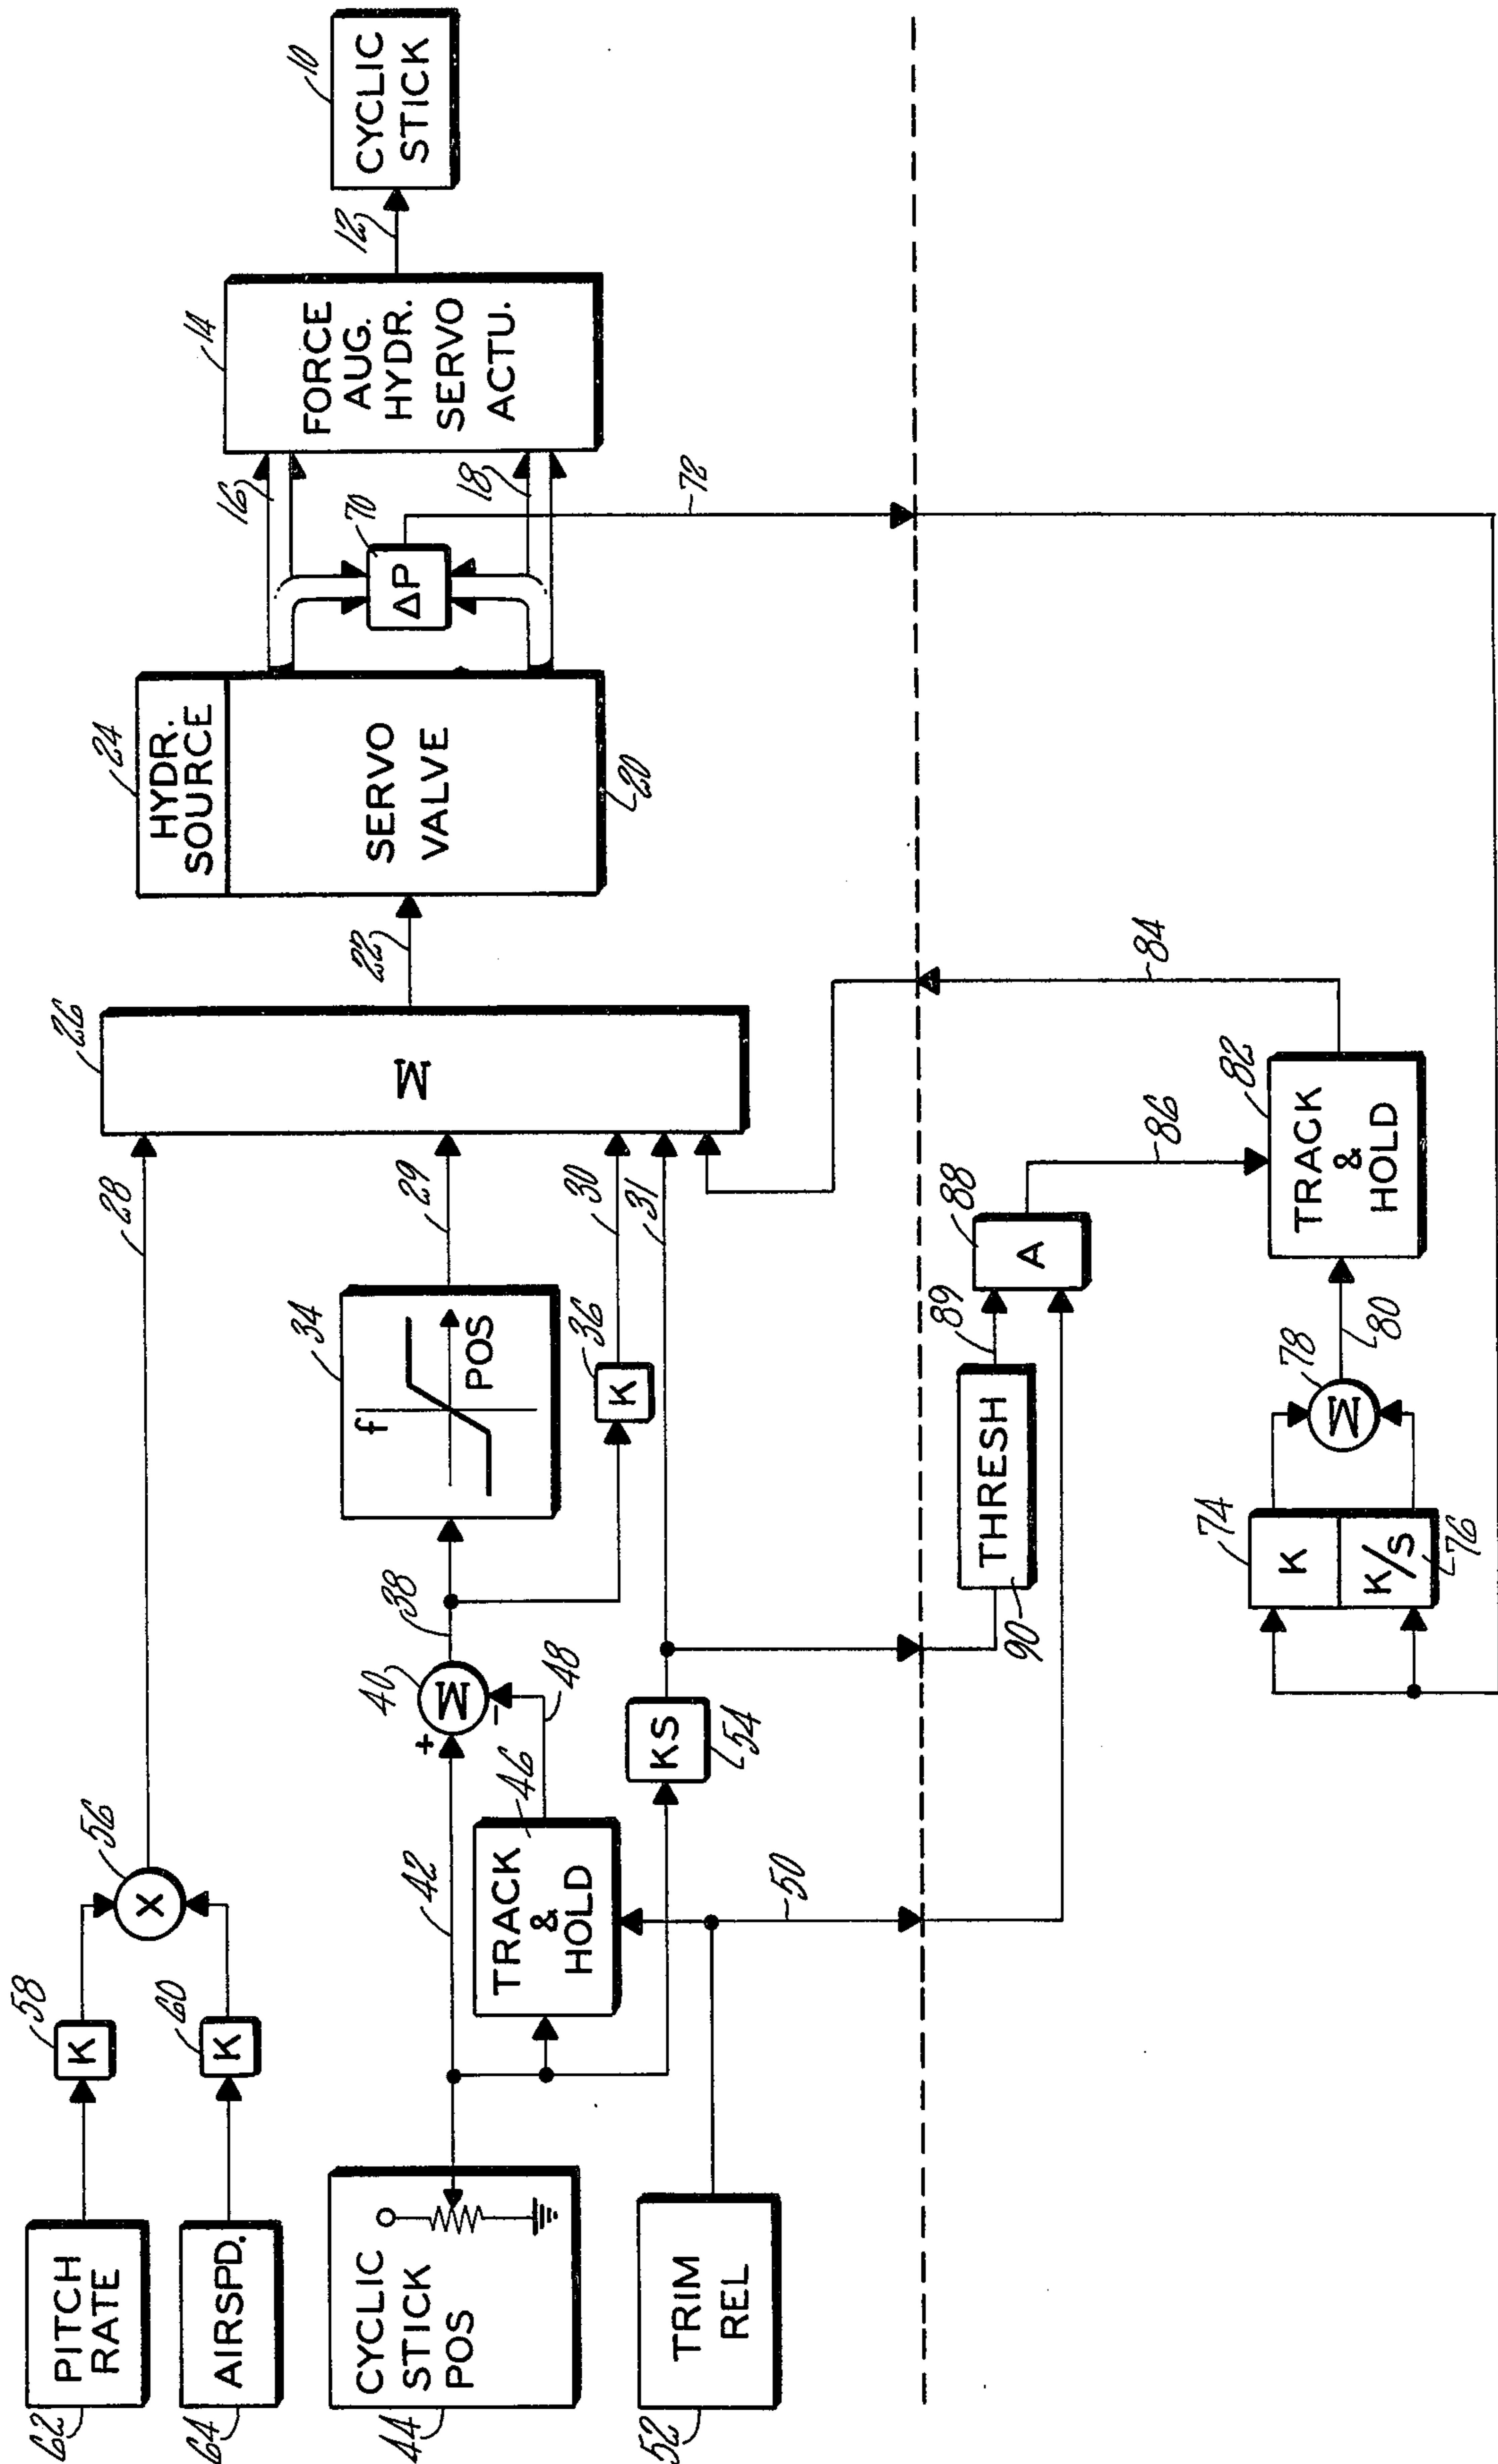 62
PITCH
RATE
58
K
56
X
28
64
AIRSPD.
60
K
44
CYCLIC
STICK
POS
42
+
40
Σ
-
38
34
f
POS
29
46
TRACK
&
HOLD
48
36
K
30
52
TRIM
REL
50
54
KS
31
26
Σ
22
24
HYDR.
SOURCE
SERVO
VALVE
20
16
70
ΔP
18
14
FORCE
AUG.
HYDR.
SERVO
ACTU.
12
10
CYCLIC
STICK
72
90
THRESH
89
88
A
86
84
74
K
K/S
76
78
Σ
80
82
TRACK
&
HOLD